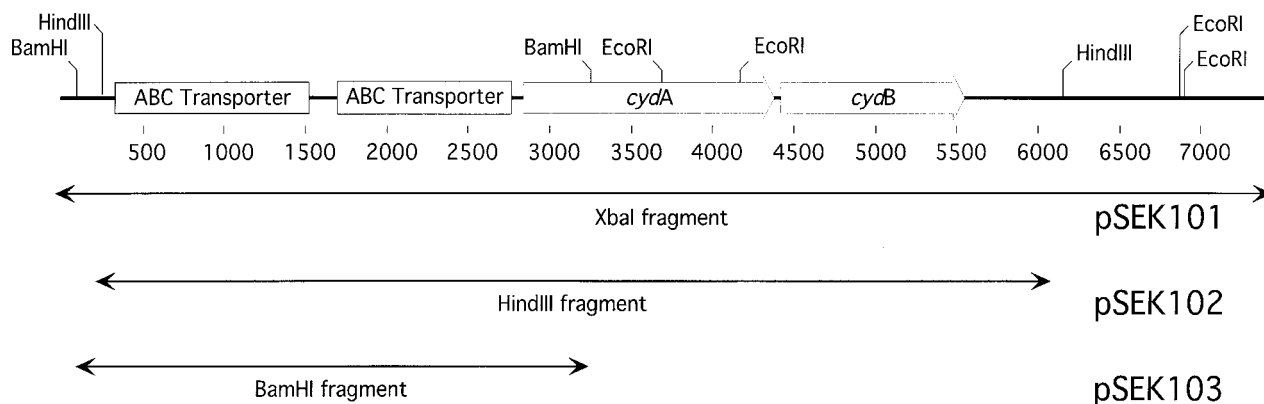 HindIII
BamHI
BamHI EcoRI
EcoRI
HindIII
EcoRI
EcoRI
ABC Transporter
ABC Transporter
cydA
cydB
500 1000 1500 2000 2500 3000 3500 4000 4500 5000 5500 6000 6500 7000
XbaI fragment
pSEK101
HindIII fragment
pSEK102
BamHI fragment
pSEK103